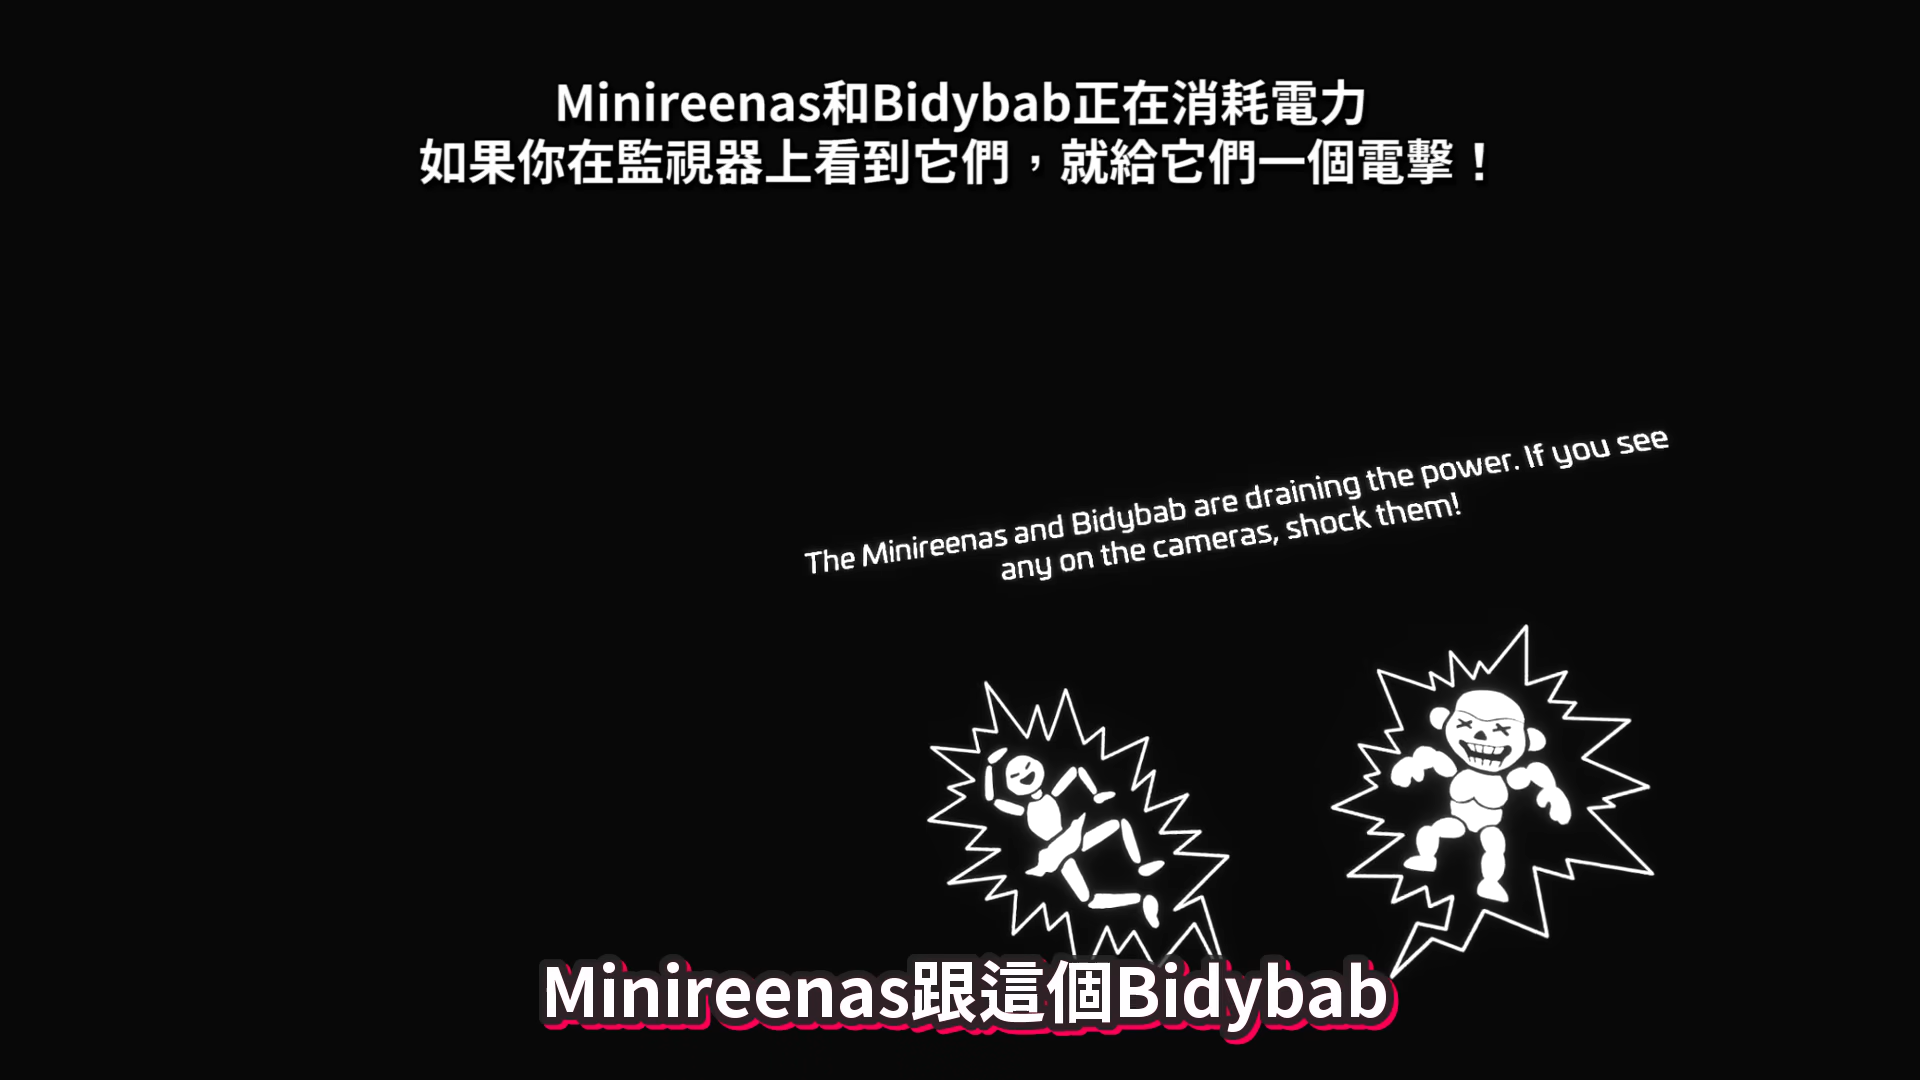 Minireenas和Bidybab正在消耗電力
如果你在監視器上看到它們，就給它們一個電擊！
The Minireenas and Bidybab are draining the power. If you see
any on the cameras, shock them!
Minireenas跟這個Bidybab